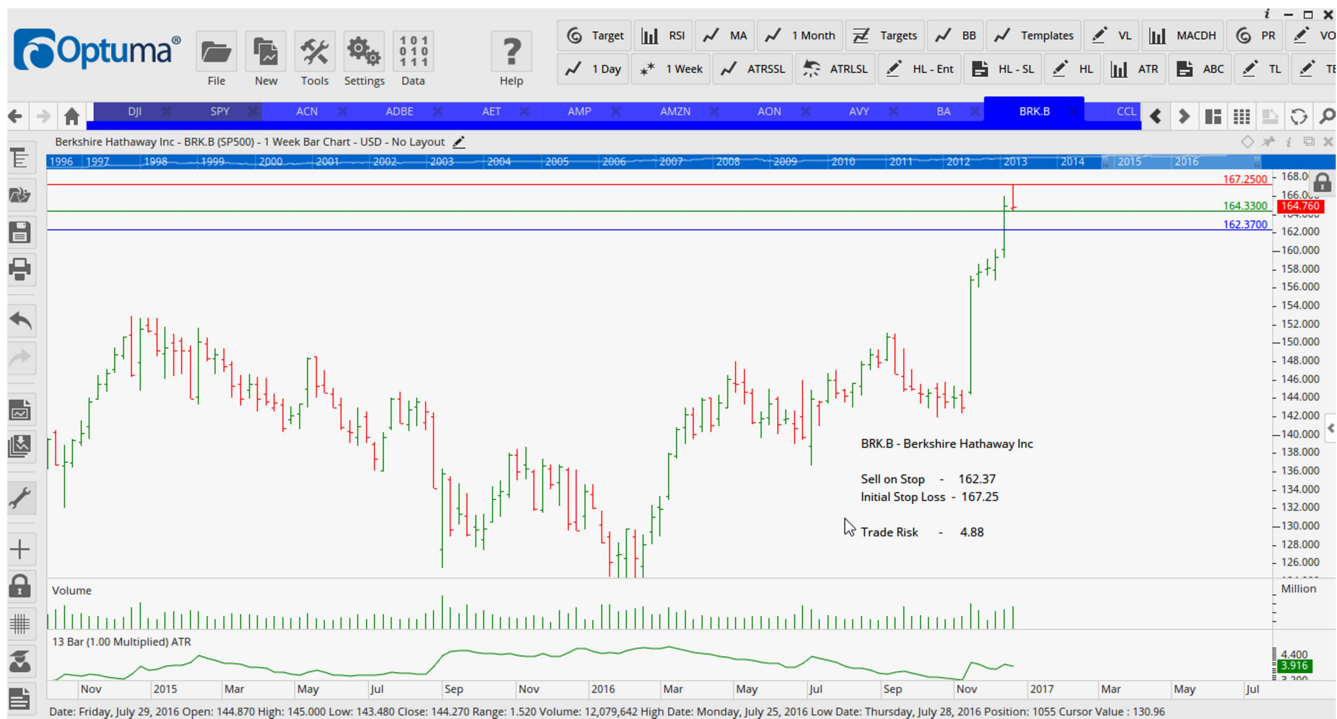 i
Optuma®
File
New
Tools
Settings
101
010
111
Data
?
Help
Target
RSI
MA
1 Month
Targets
BB
Templates
VL
MACDH
PR
VO
1 Day
1 Week
ATRSSL
ATRLSL
HL - Ent
HL - SL
HL
ATR
ABC
TL
DJI
SPY
ACN
ADBE
AET
AMP
AMZN
AON
AVY
BA
BRK.B
CCL
Berkshire Hathaway Inc - BRK.B (SP500) - 1 Week Bar Chart - USD - No Layout
1996 1997 1998 1999 2000 2001 2002 2003 2004 2005 2006 2007 2008 2009 2010 2011 2012 2013 2014 2015 2016
167.2500
164.3300
162.3700
168.0
166.0
164.760
162.000
160.000
158.000
156.000
154.000
152.000
150.000
148.000
146.000
144.000
142.000
140.000
138.000
136.000
134.000
132.000
130.000
128.000
126.000
BRK.B - Berkshire Hathaway Inc
Sell on Stop - 162.37
Initial Stop Loss - 167.25
Trade Risk - 4.88
Volume
Million
13 Bar (1.00 Multiplied) ATR
4.400
3.916
Nov 2015 Mar May Jul Sep Nov 2016 Mar May Jul Sep Nov 2017 Mar May Jul
Date: Friday, July 29, 2016 Open: 144.870 High: 145.000 Low: 143.480 Close: 144.270 Range: 1.520 Volume: 12,079,642 High Date: Monday, July 25, 2016 Low Date: Thursday, July 28, 2016 Position: 1055 Cursor Value : 130.96